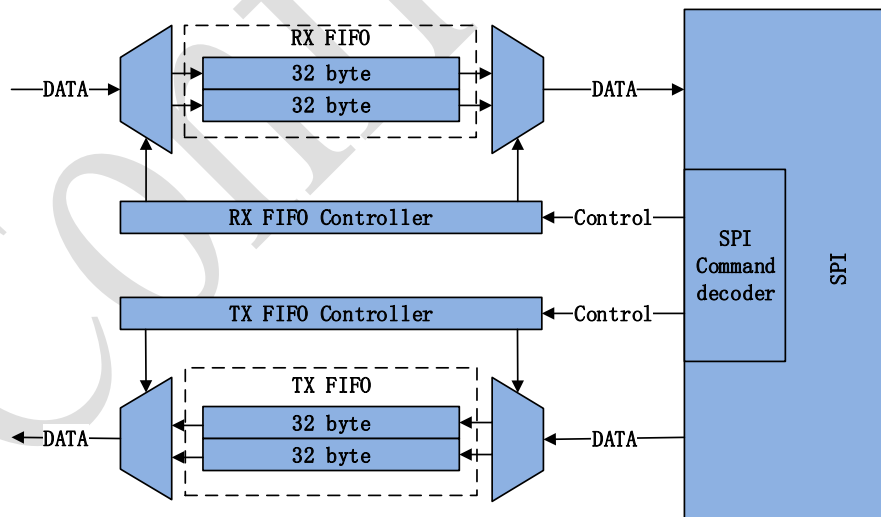 RX FIFO
32 byte
32 byte
DATA
DATA
RX FIFO Controller
Control
SPI
Command
decoder
SPI
TX FIFO Controller
Control
TX FIFO
32 byte
32 byte
DATA
DATA